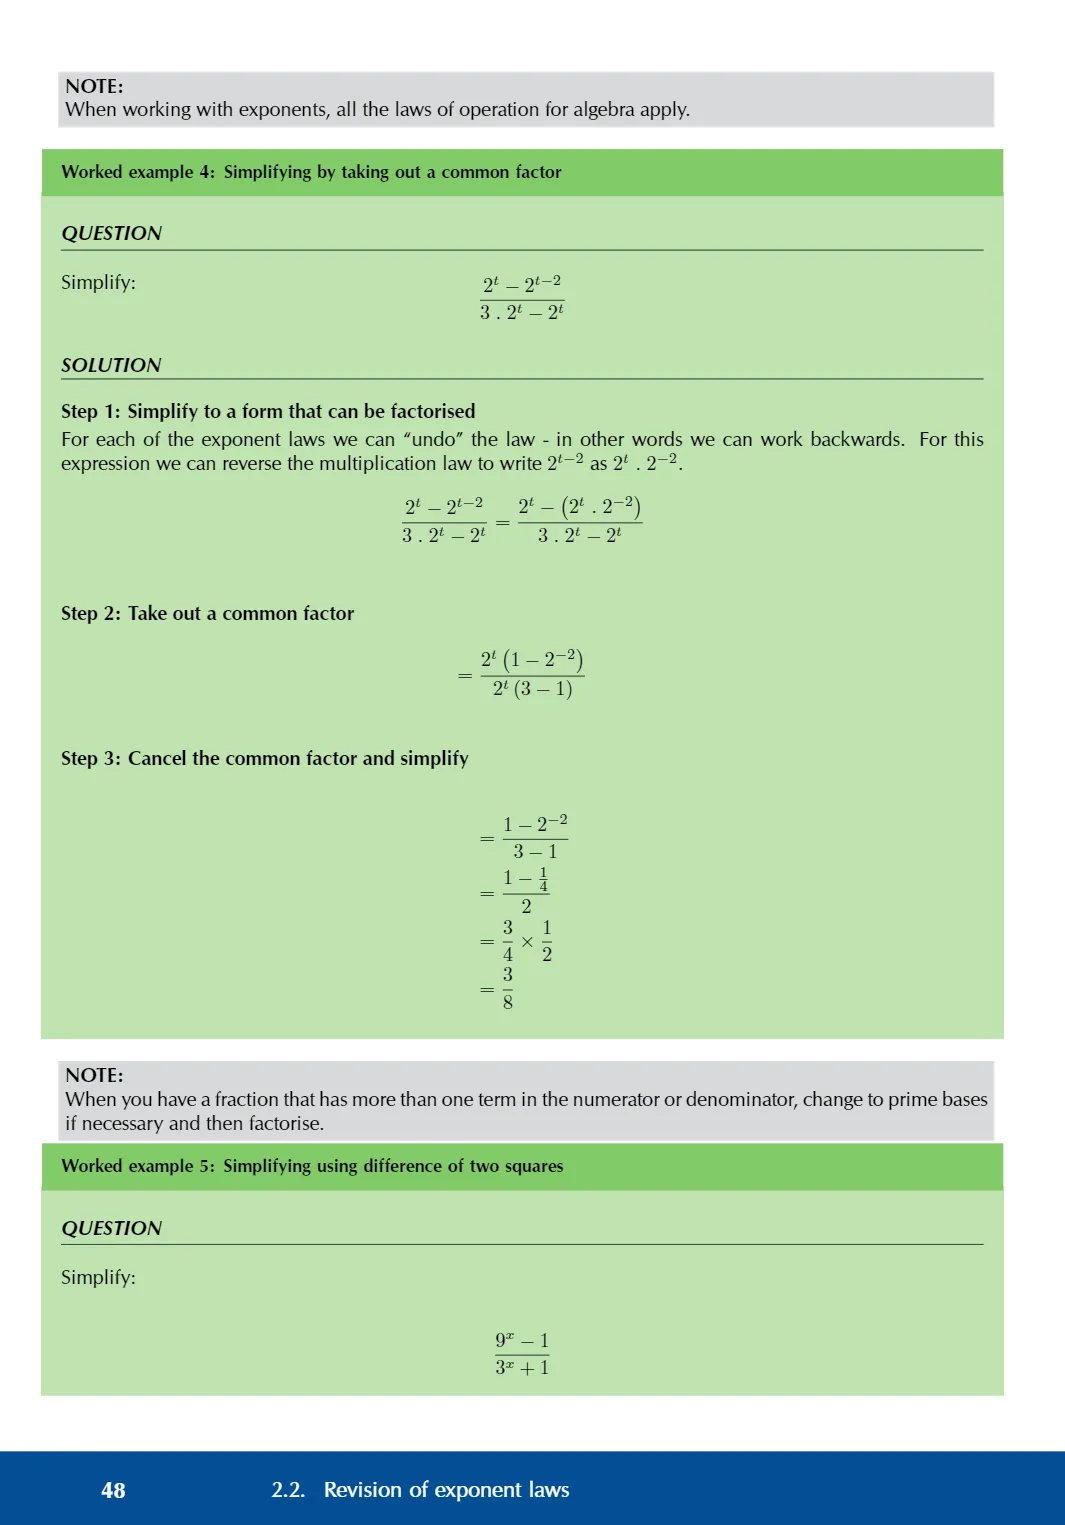 NOTE:
When working with exponents, all the laws of operation for algebra apply.
Worked example 4: Simplifying by taking out a common factor
QUESTION
Simplify:
\frac{2^t - 2^{t-2}}{3 . 2^t - 2^t}
SOLUTION
Step 1: Simplify to a form that can be factorised
For each of the exponent laws we can “undo” the law - in other words we can work backwards. For this
expression we can reverse the multiplication law to write 2^{t-2} as 2^t . 2^{-2}.
\frac{2^t - 2^{t-2}}{3 . 2^t - 2^t} = \frac{2^t - (2^t . 2^{-2})}{3 . 2^t - 2^t}
Step 2: Take out a common factor
= \frac{2^t (1 - 2^{-2})}{2^t (3 - 1)}
Step 3: Cancel the common factor and simplify
= \frac{1 - 2^{-2}}{3 - 1}
= \frac{1 - \frac{1}{4}}{2}
= \frac{3}{4} × \frac{1}{2}
= \frac{3}{8}
NOTE:
When you have a fraction that has more than one term in the numerator or denominator, change to prime bases
if necessary and then factorise.
Worked example 5: Simplifying using difference of two squares
QUESTION
Simplify:
\frac{9^x - 1}{3^x + 1}
48 2.2. Revision of exponent laws